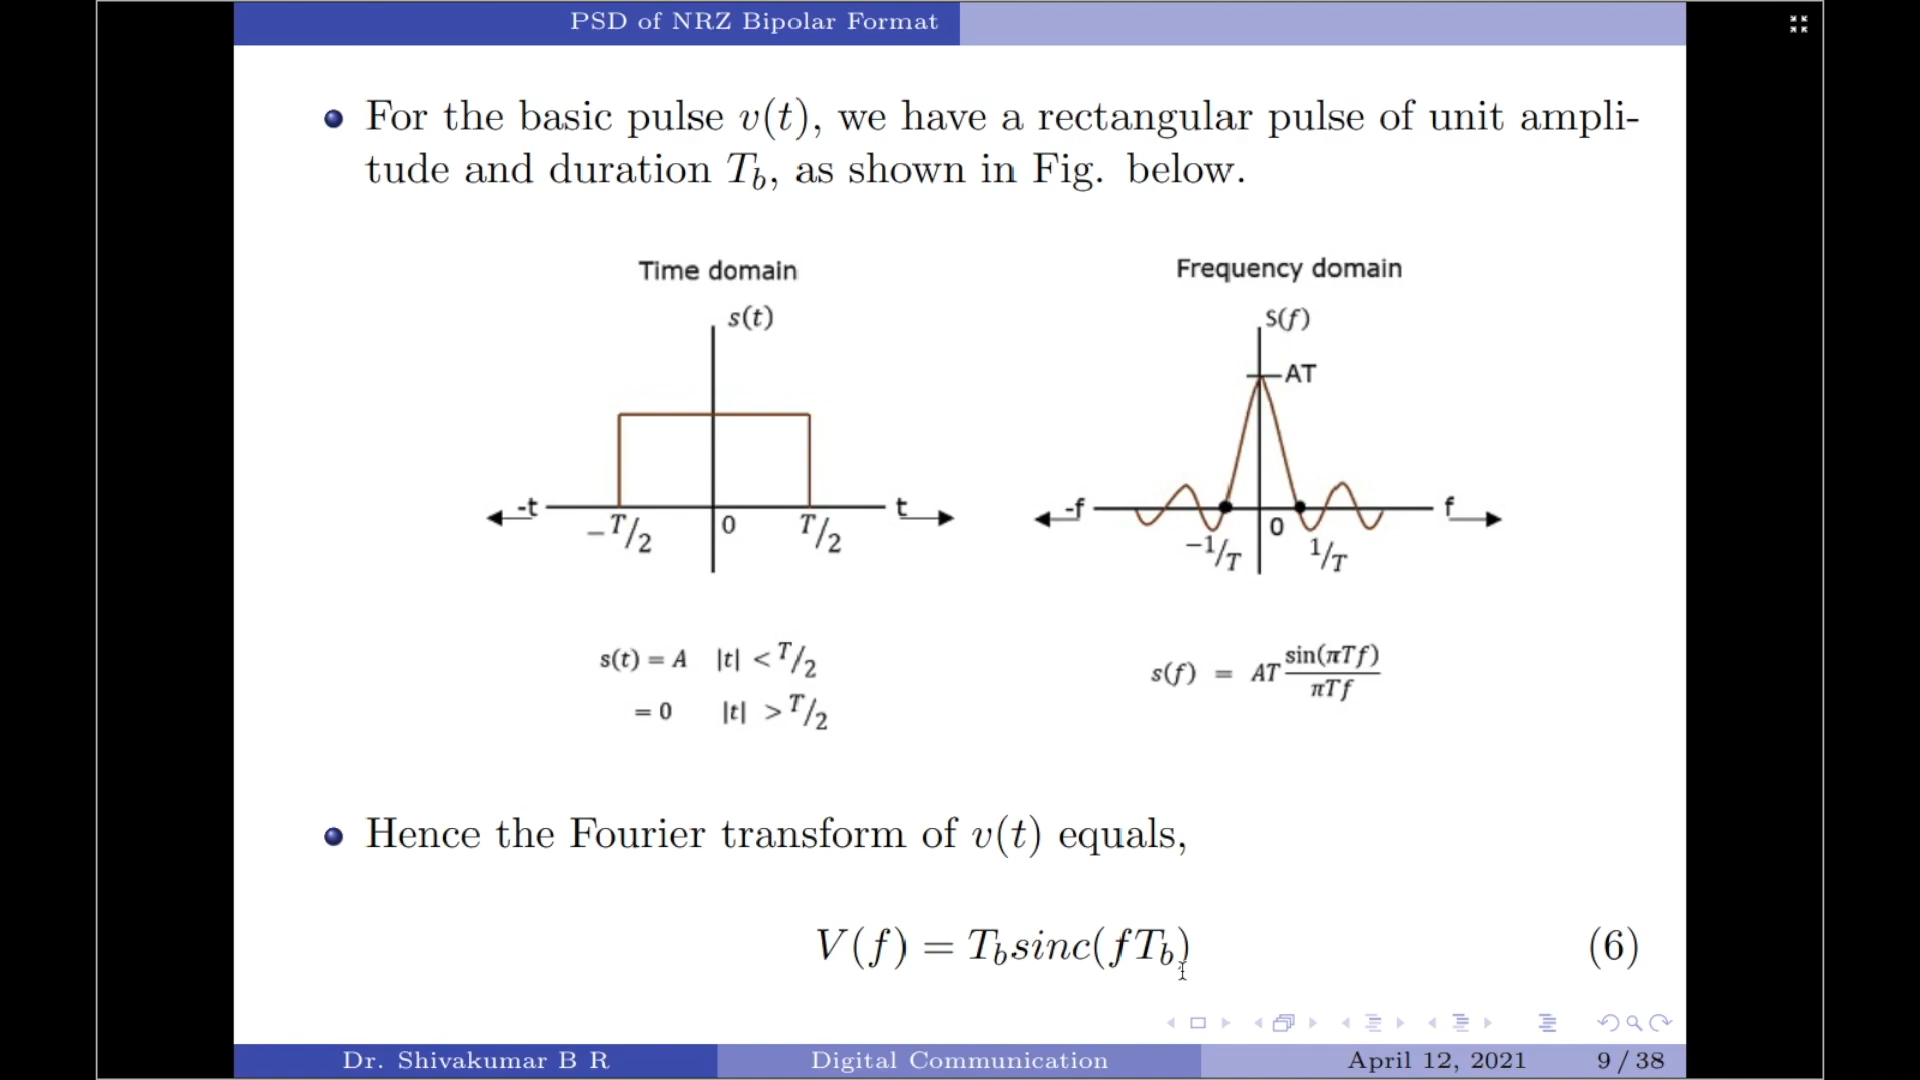 PSD of NRZ Bipolar Format
For the basic pulse v(t), we have a rectangular pulse of unit ampli-
tude and duration T_b, as shown in Fig. below.
Time domain
s(t)
-t
t
−T/2
0
T/2
s(t) = A |t| < T/2
= 0 |t| > T/2
Frequency domain
S(f)
AT
-f
f
−1/T
0
1/T
s(f) = AT sin(πTf)/πTf
Hence the Fourier transform of v(t) equals,
V(f) = T_b sinc(fT_b) (6)
Dr. Shivakumar B R Digital Communication April 12, 2021 9 / 38